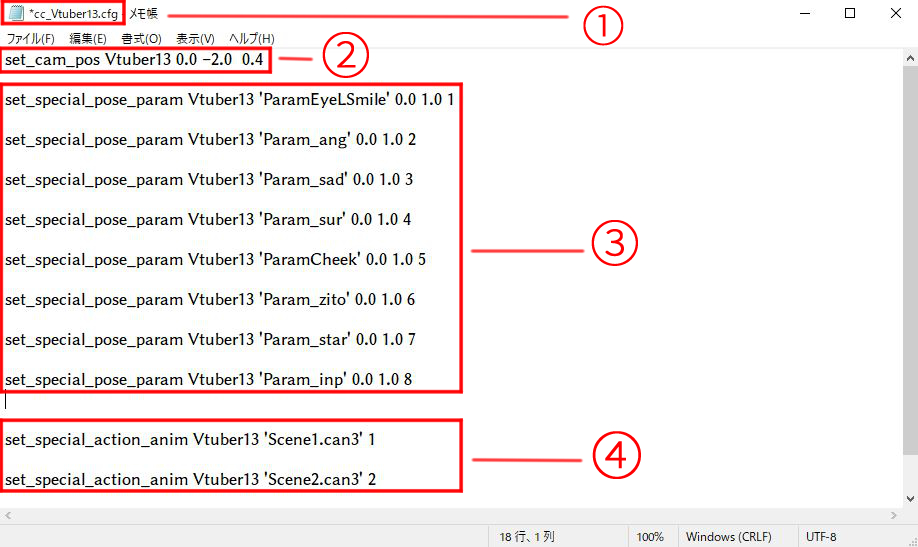 *cc_Vtuber13.cfg メモ帳 ①
ファイル(F) 編集(E) 書式(O) 表示(V) ヘルプ(H)
set_cam_pos Vtuber13 0.0 -2.0  0.4 ②
set_special_pose_param Vtuber13 'ParamEyeLSmile' 0.0 1.0 1
set_special_pose_param Vtuber13 'Param_ang' 0.0 1.0 2
set_special_pose_param Vtuber13 'Param_sad' 0.0 1.0 3
set_special_pose_param Vtuber13 'Param_sur' 0.0 1.0 4
③
set_special_pose_param Vtuber13 'ParamCheek' 0.0 1.0 5
set_special_pose_param Vtuber13 'Param_zito' 0.0 1.0 6
set_special_pose_param Vtuber13 'Param_star' 0.0 1.0 7
set_special_pose_param Vtuber13 'Param_inp' 0.0 1.0 8
set_special_action_anim Vtuber13 'Scene1.can3' 1
④
set_special_action_anim Vtuber13 'Scene2.can3' 2
18 行、1 列 100% Windows (CRLF) UTF-8